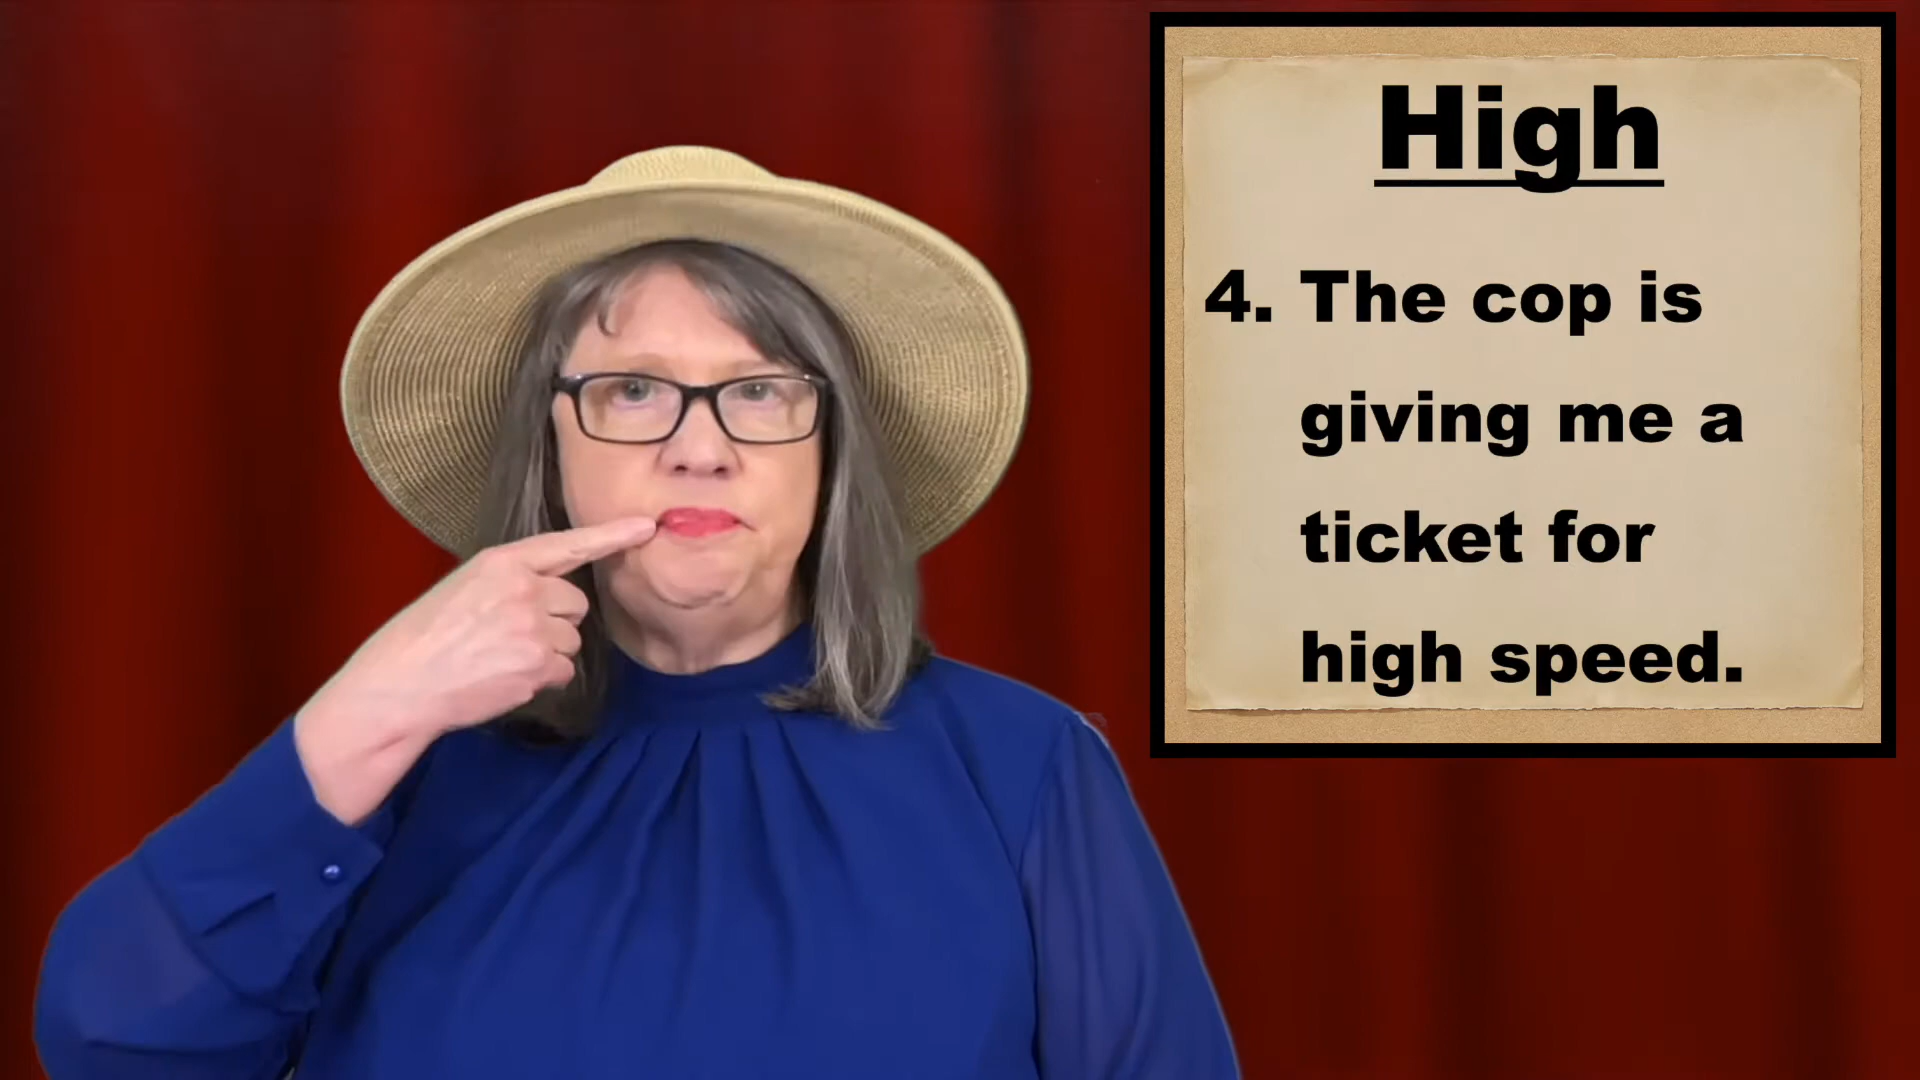 High
4. The cop is
giving me a
ticket for
high speed.